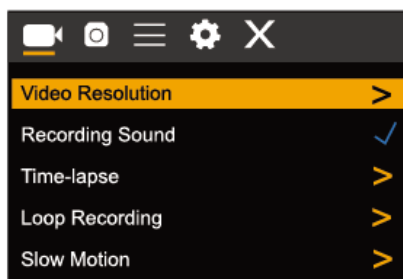 Video Resolution >
Recording Sound
Time-lapse >
Loop Recording >
Slow Motion >